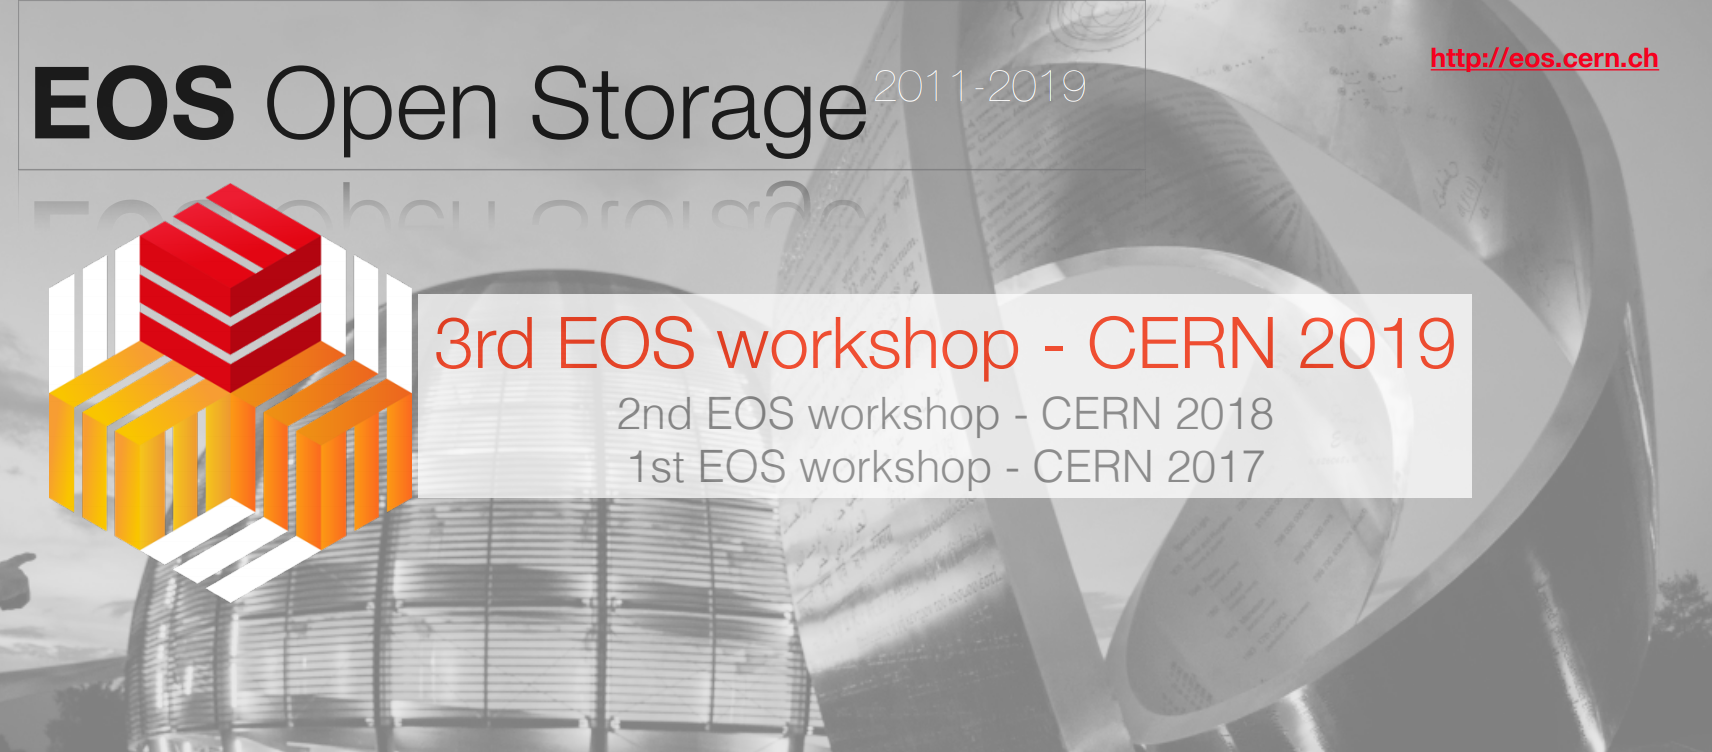 EOS Open Storage 2011-2019
http://eos.cern.ch
3rd EOS workshop - CERN 2019
2nd EOS workshop - CERN 2018
1st EOS workshop - CERN 2017